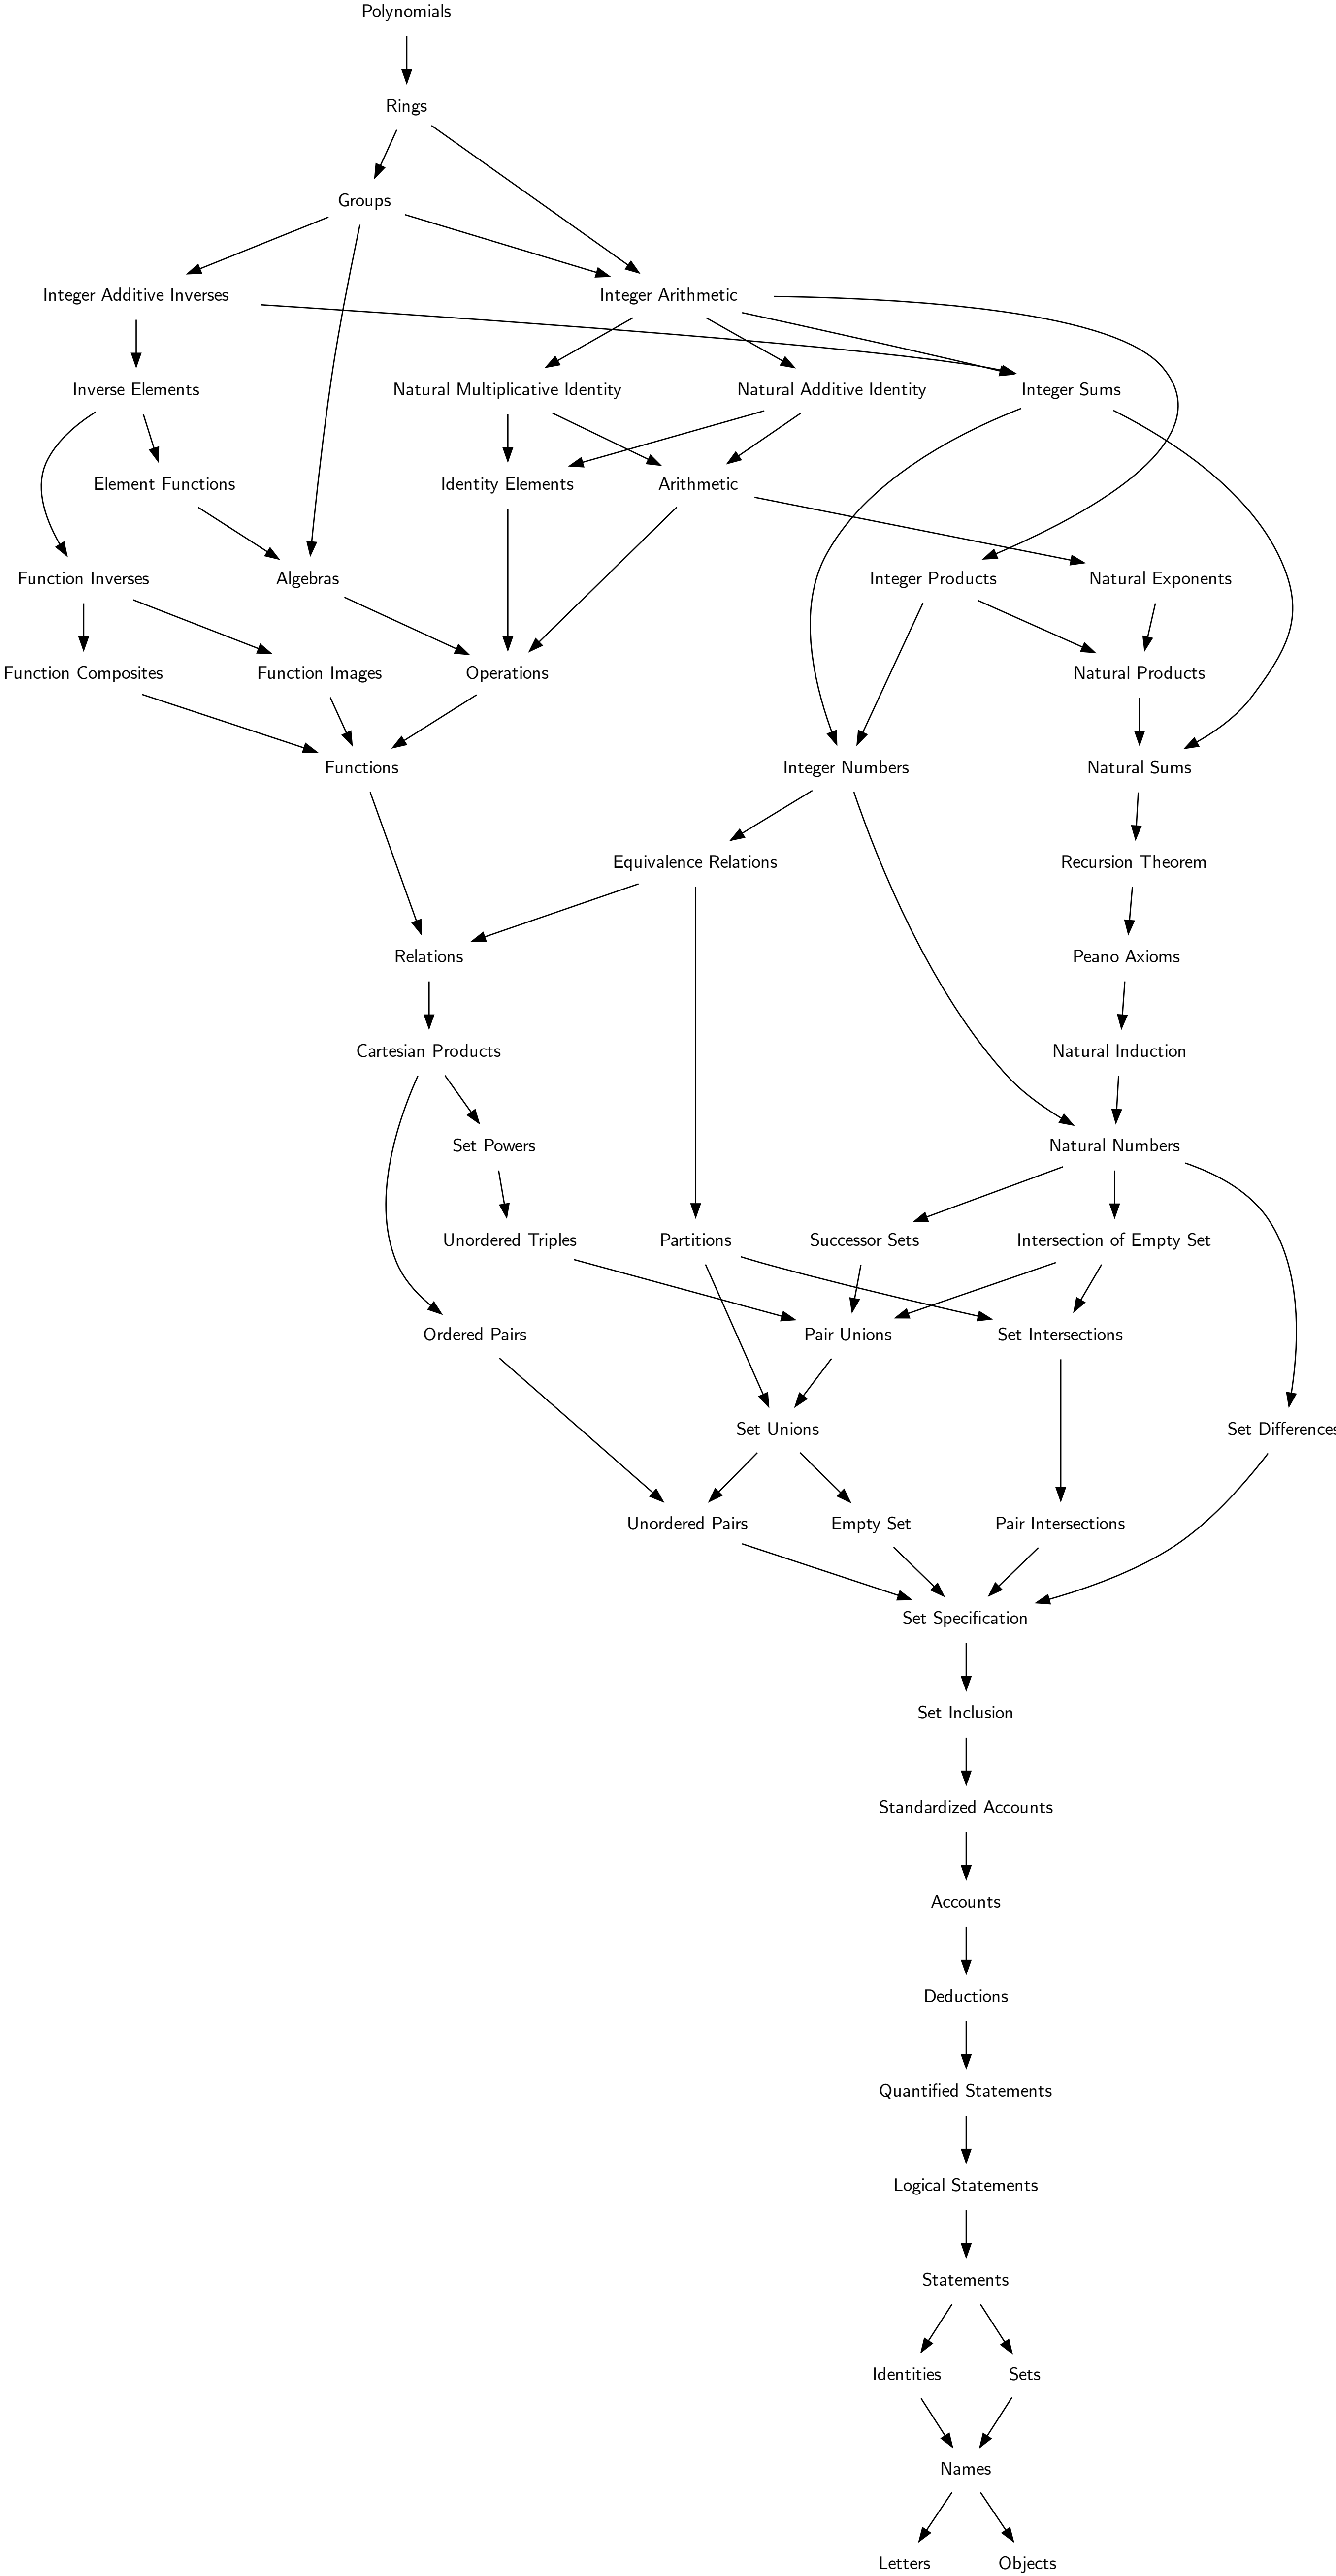 Polynomials
Rings
Groups
Integer Additive Inverses
Integer Arithmetic
Inverse Elements
Natural Multiplicative Identity
Natural Additive Identity
Integer Sums
Element Functions
Identity Elements
Arithmetic
Function Inverses
Algebras
Integer Products
Natural Exponents
Function Composites
Function Images
Operations
Natural Products
Functions
Integer Numbers
Natural Sums
Equivalence Relations
Recursion Theorem
Relations
Peano Axioms
Cartesian Products
Natural Induction
Set Powers
Natural Numbers
Unordered Triples
Partitions
Successor Sets
Intersection of Empty Set
Ordered Pairs
Pair Unions
Set Intersections
Set Unions
Set Differences
Unordered Pairs
Empty Set
Pair Intersections
Set Specification
Set Inclusion
Standardized Accounts
Accounts
Deductions
Quantified Statements
Logical Statements
Statements
Identities
Sets
Names
Letters
Objects